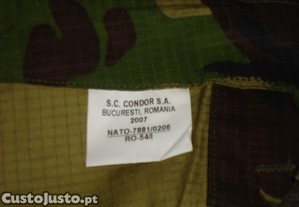 S.C. CONDOR S.A.
BUCURESTI, ROMANIA
2007
NATO-7881/0206
RO-54/I
CustoJusto.pt